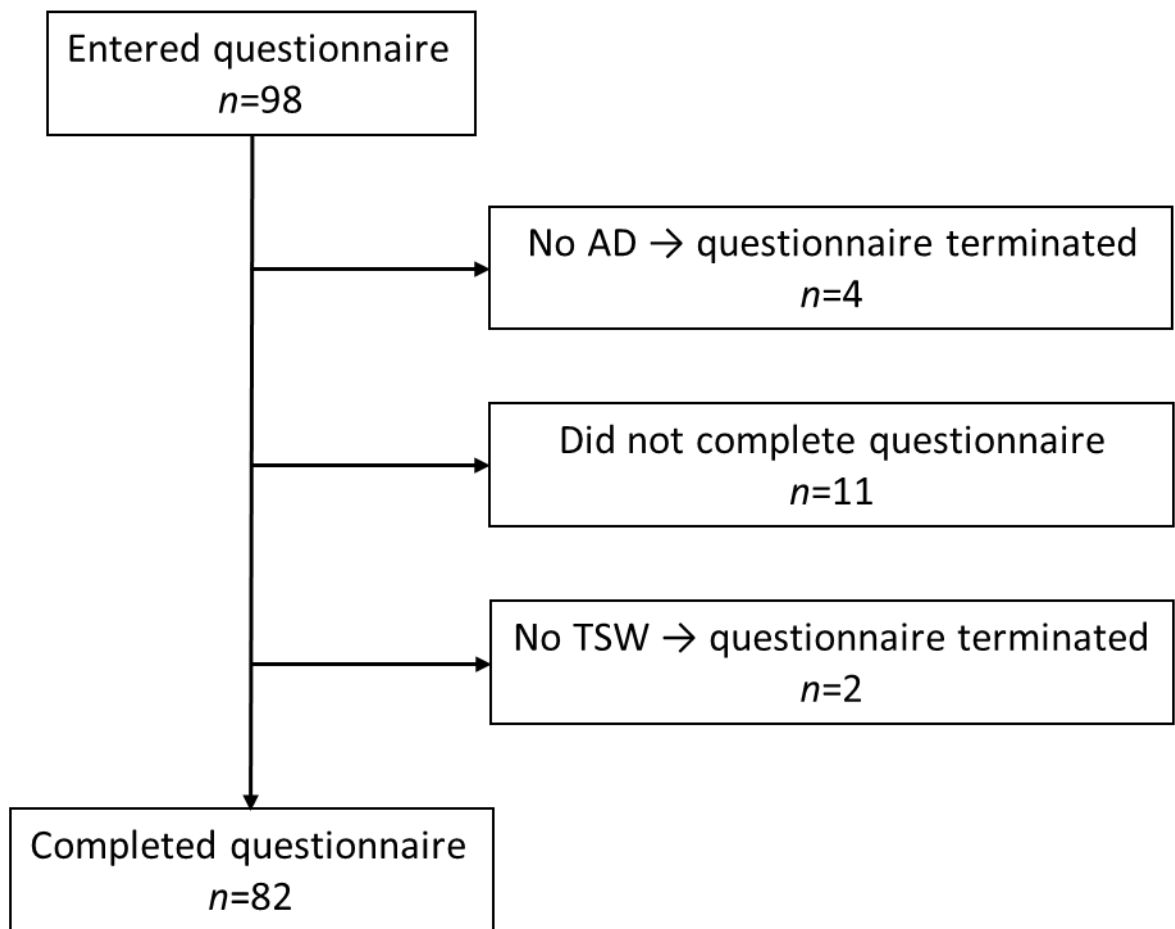 Entered questionnaire
n=98
No AD → questionnaire terminated
n=4
Did not complete questionnaire
n=11
No TSW → questionnaire terminated
n=2
Completed questionnaire
n=82